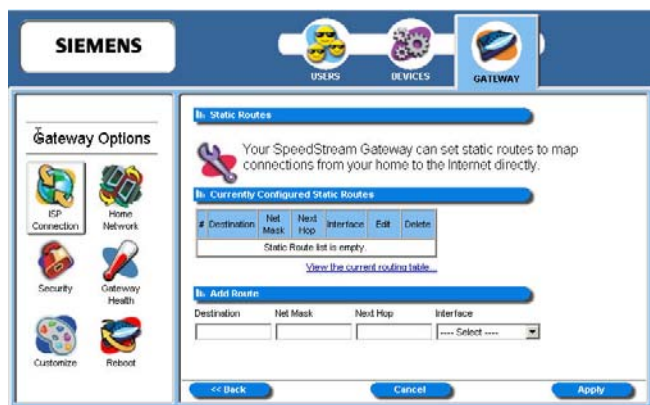 SIEMENS
USERS
DEVICES
GATEWAY
Gateway Options
ISP Connection
Home Network
Security
Gateway Health
Customize
Reboot
Static Routes
Your SpeedStream Gateway can set static routes to map
connections from your home to the Internet directly.
Currently Configured Static Routes
# Destination Net Mask Next Hop Interface Edit Delete
Static Route list is empty.
View the current routing table...
Add Route
Destination Net Mask Next Hop Interface
---- Select ----
<< Back Cancel Apply